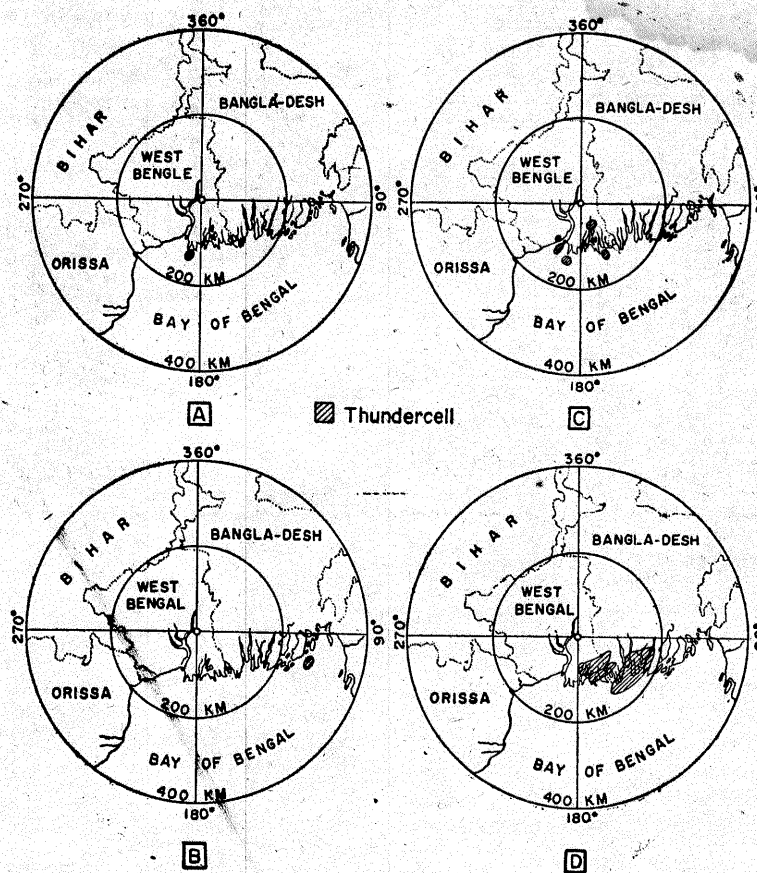 360°
BIHAR
BANGLA-DESH
WEST
BENGLE
270°
90°
ORISSA
200 KM
BAY OF BENGAL
400 KM
180°
A
360°
BIHAR
BANGLA-DESH
WEST
BENGLE
270°
90°
ORISSA
200 KM
BAY OF BENGAL
400 KM
180°
C
Thundercell
360°
BIHAR
BANGLA-DESH
WEST
BENGAL
270°
90°
ORISSA
200 KM
BAY OF BENGAL
400 KM
180°
B
360°
BIHAR
BANGLA-DESH
WEST
BENGAL
270°
90°
ORISSA
200 KM
BAY OF BENGAL
400 KM
180°
D